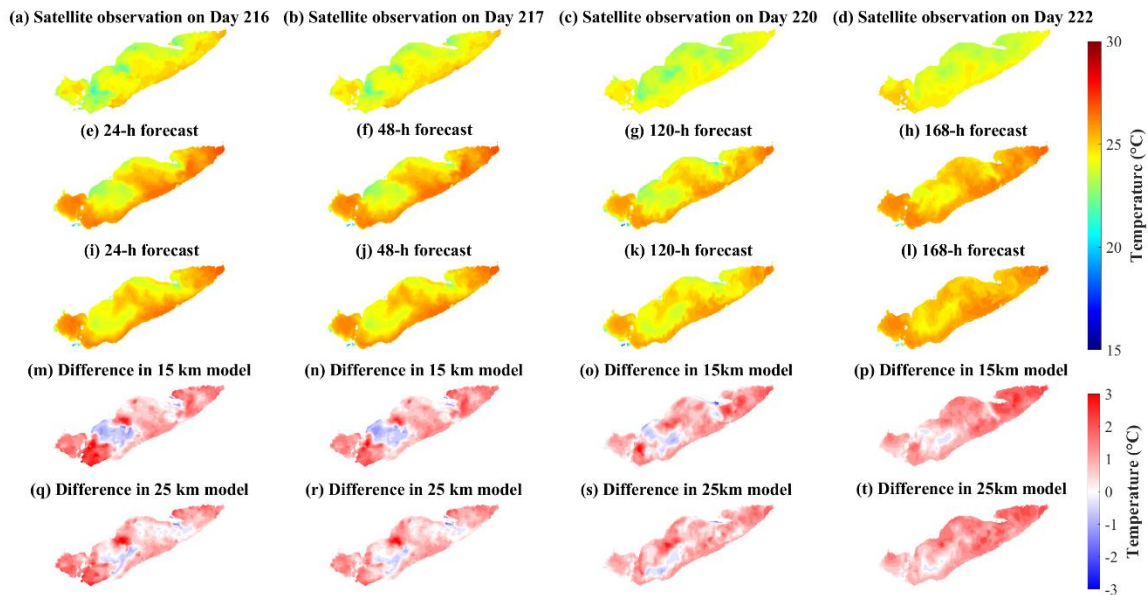 (a) Satellite observation on Day 216
(b) Satellite observation on Day 217
(c) Satellite observation on Day 220
(d) Satellite observation on Day 222
30
25
20
15
Temperature (°C)
(e) 24-h forecast
(f) 48-h forecast
(g) 120-h forecast
(h) 168-h forecast
(i) 24-h forecast
(j) 48-h forecast
(k) 120-h forecast
(l) 168-h forecast
(m) Difference in 15 km model
(n) Difference in 15 km model
(o) Difference in 15km model
(p) Difference in 15km model
3
2
1
0
-1
-2
-3
Temperature (°C)
(q) Difference in 25 km model
(r) Difference in 25 km model
(s) Difference in 25km model
(t) Difference in 25km model